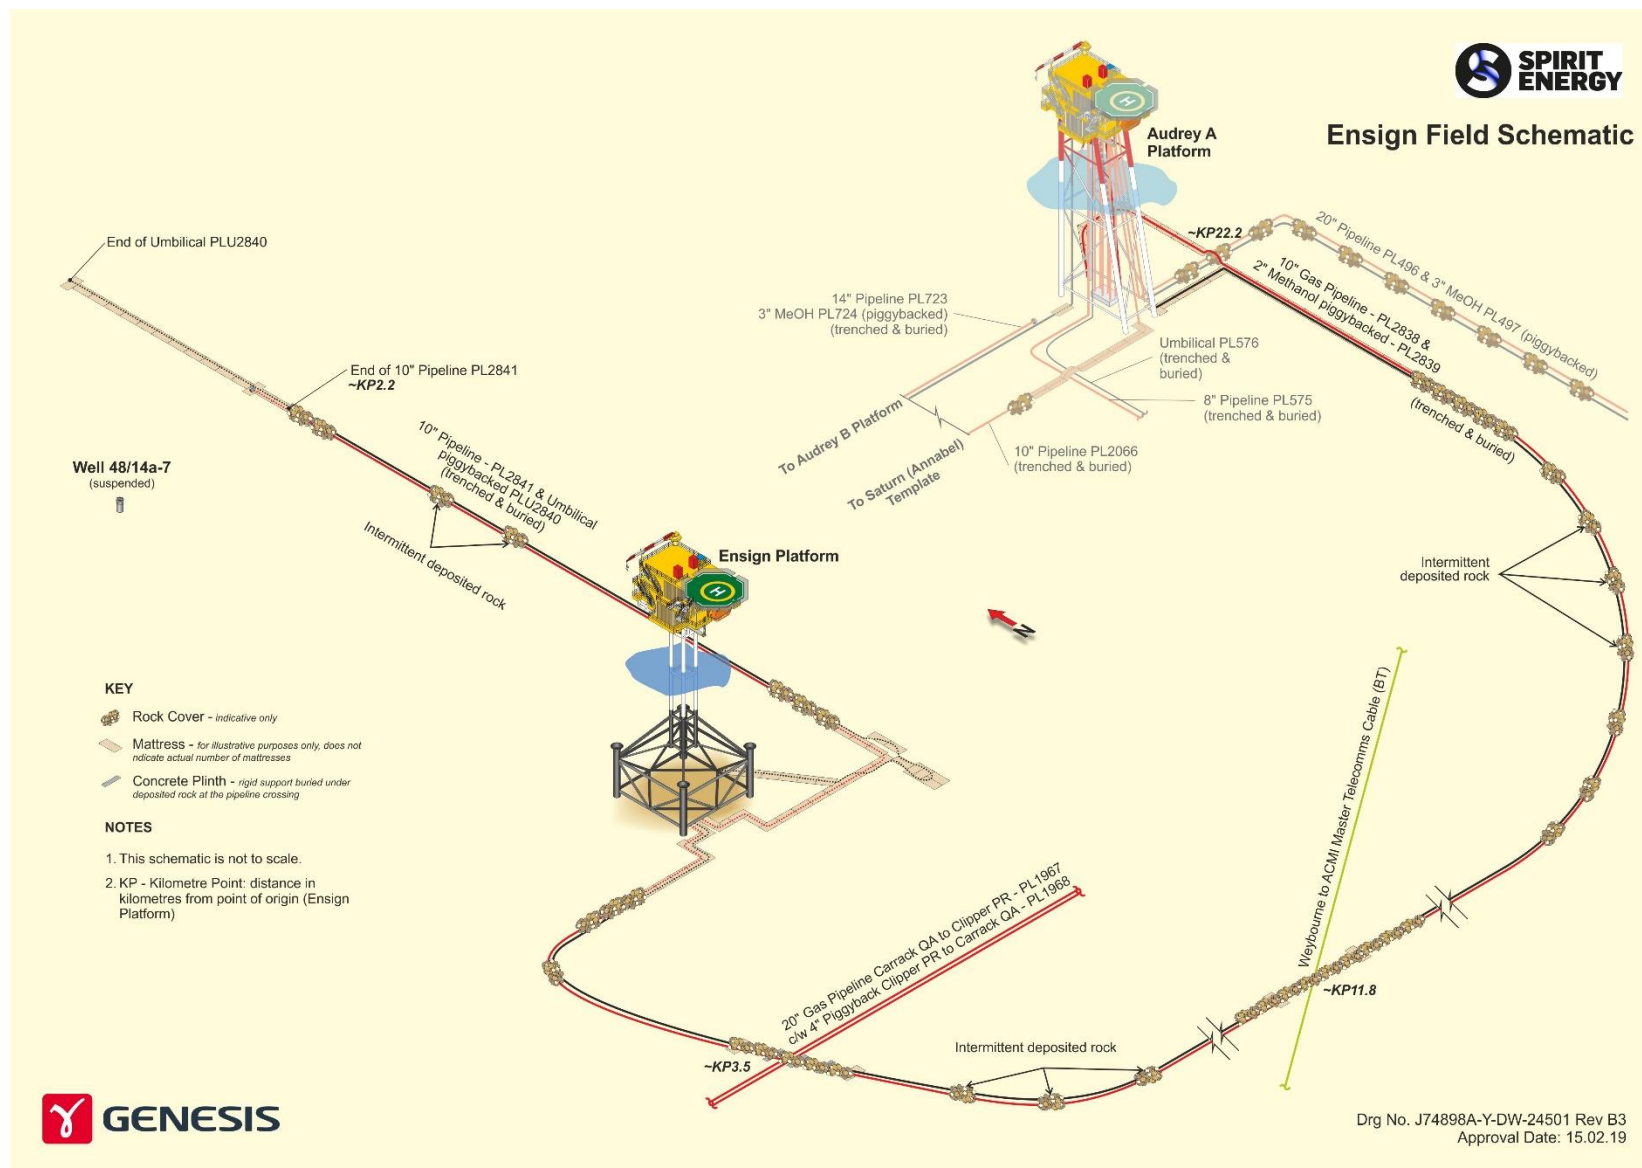 SPIRIT
ENERGY
Ensign Field Schematic
Audrey A
Platform
~KP22.2
20" Pipeline PL496 & 3" MeOH PL497 (piggybacked)
10" Gas Pipeline - PL2838 &
2" Methanol piggybacked - PL2839
(trenched & buried)
End of Umbilical PLU2840
14" Pipeline PL723
3" MeOH PL724 (piggybacked)
(trenched & buried)
Umbilical PL576
(trenched &
buried)
8" Pipeline PL575
(trenched & buried)
End of 10" Pipeline PL2841
~KP2.2
To Audrey B Platform
To Saturn (Annabel)
Template
10" Pipeline PL2066
(trenched & buried)
10" Pipeline - PL2841 & Umbilical
piggybacked PLU2840
(trenched & buried)
Well 48/14a-7
(suspended)
Intermittent deposited rock
Ensign Platform
Intermittent
deposited rock
N
H
H
KEY
Rock Cover - indicative only
Mattress - for illustrative purposes only, does not
ndicate actual number of mattresses
Concrete Plinth - rigid support buried under
deposited rock at the pipeline crossing
NOTES
1. This schematic is not to scale.
2. KP - Kilometre Point: distance in
kilometres from point of origin (Ensign
Platform)
Weybourne to ACMI Master Telecomms Cable (BT)
20" Gas Pipeline Carrack QA to Clipper PR - PL1967
c/w 4" Piggyback Clipper PR to Carrack QA - PL1968
~KP11.8
~KP3.5
Intermittent deposited rock
GENESIS
Drg No. J74898A-Y-DW-24501 Rev B3
Approval Date: 15.02.19